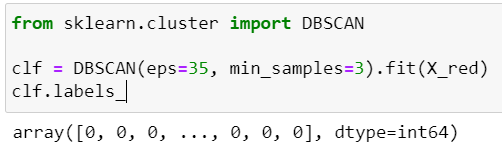 from sklearn.cluster import DBSCAN
clf = DBSCAN(eps=35, min_samples=3).fit(X_red)
clf.labels_
array([0, 0, 0, ..., 0, 0, 0], dtype=int64)